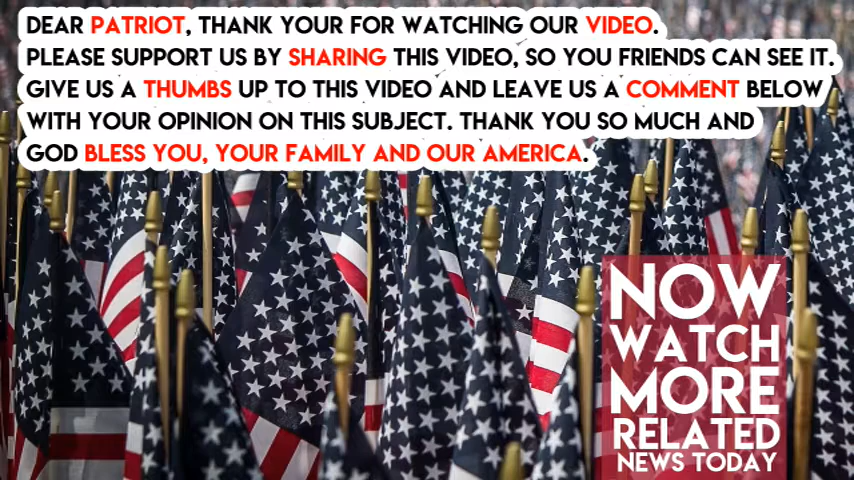 DEAR PATRIOT, THANK YOUR FOR WATCHING OUR VIDEO.
PLEASE SUPPORT US BY SHARING THIS VIDEO, SO YOU FRIENDS CAN SEE IT.
GIVE US A THUMBS UP TO THIS VIDEO AND LEAVE US A COMMENT BELOW
WITH YOUR OPINION ON THIS SUBJECT. THANK YOU SO MUCH AND
GOD BLESS YOU, YOUR FAMILY AND OUR AMERICA.
NOW
WATCH
MORE
RELATED
NEWS TODAY